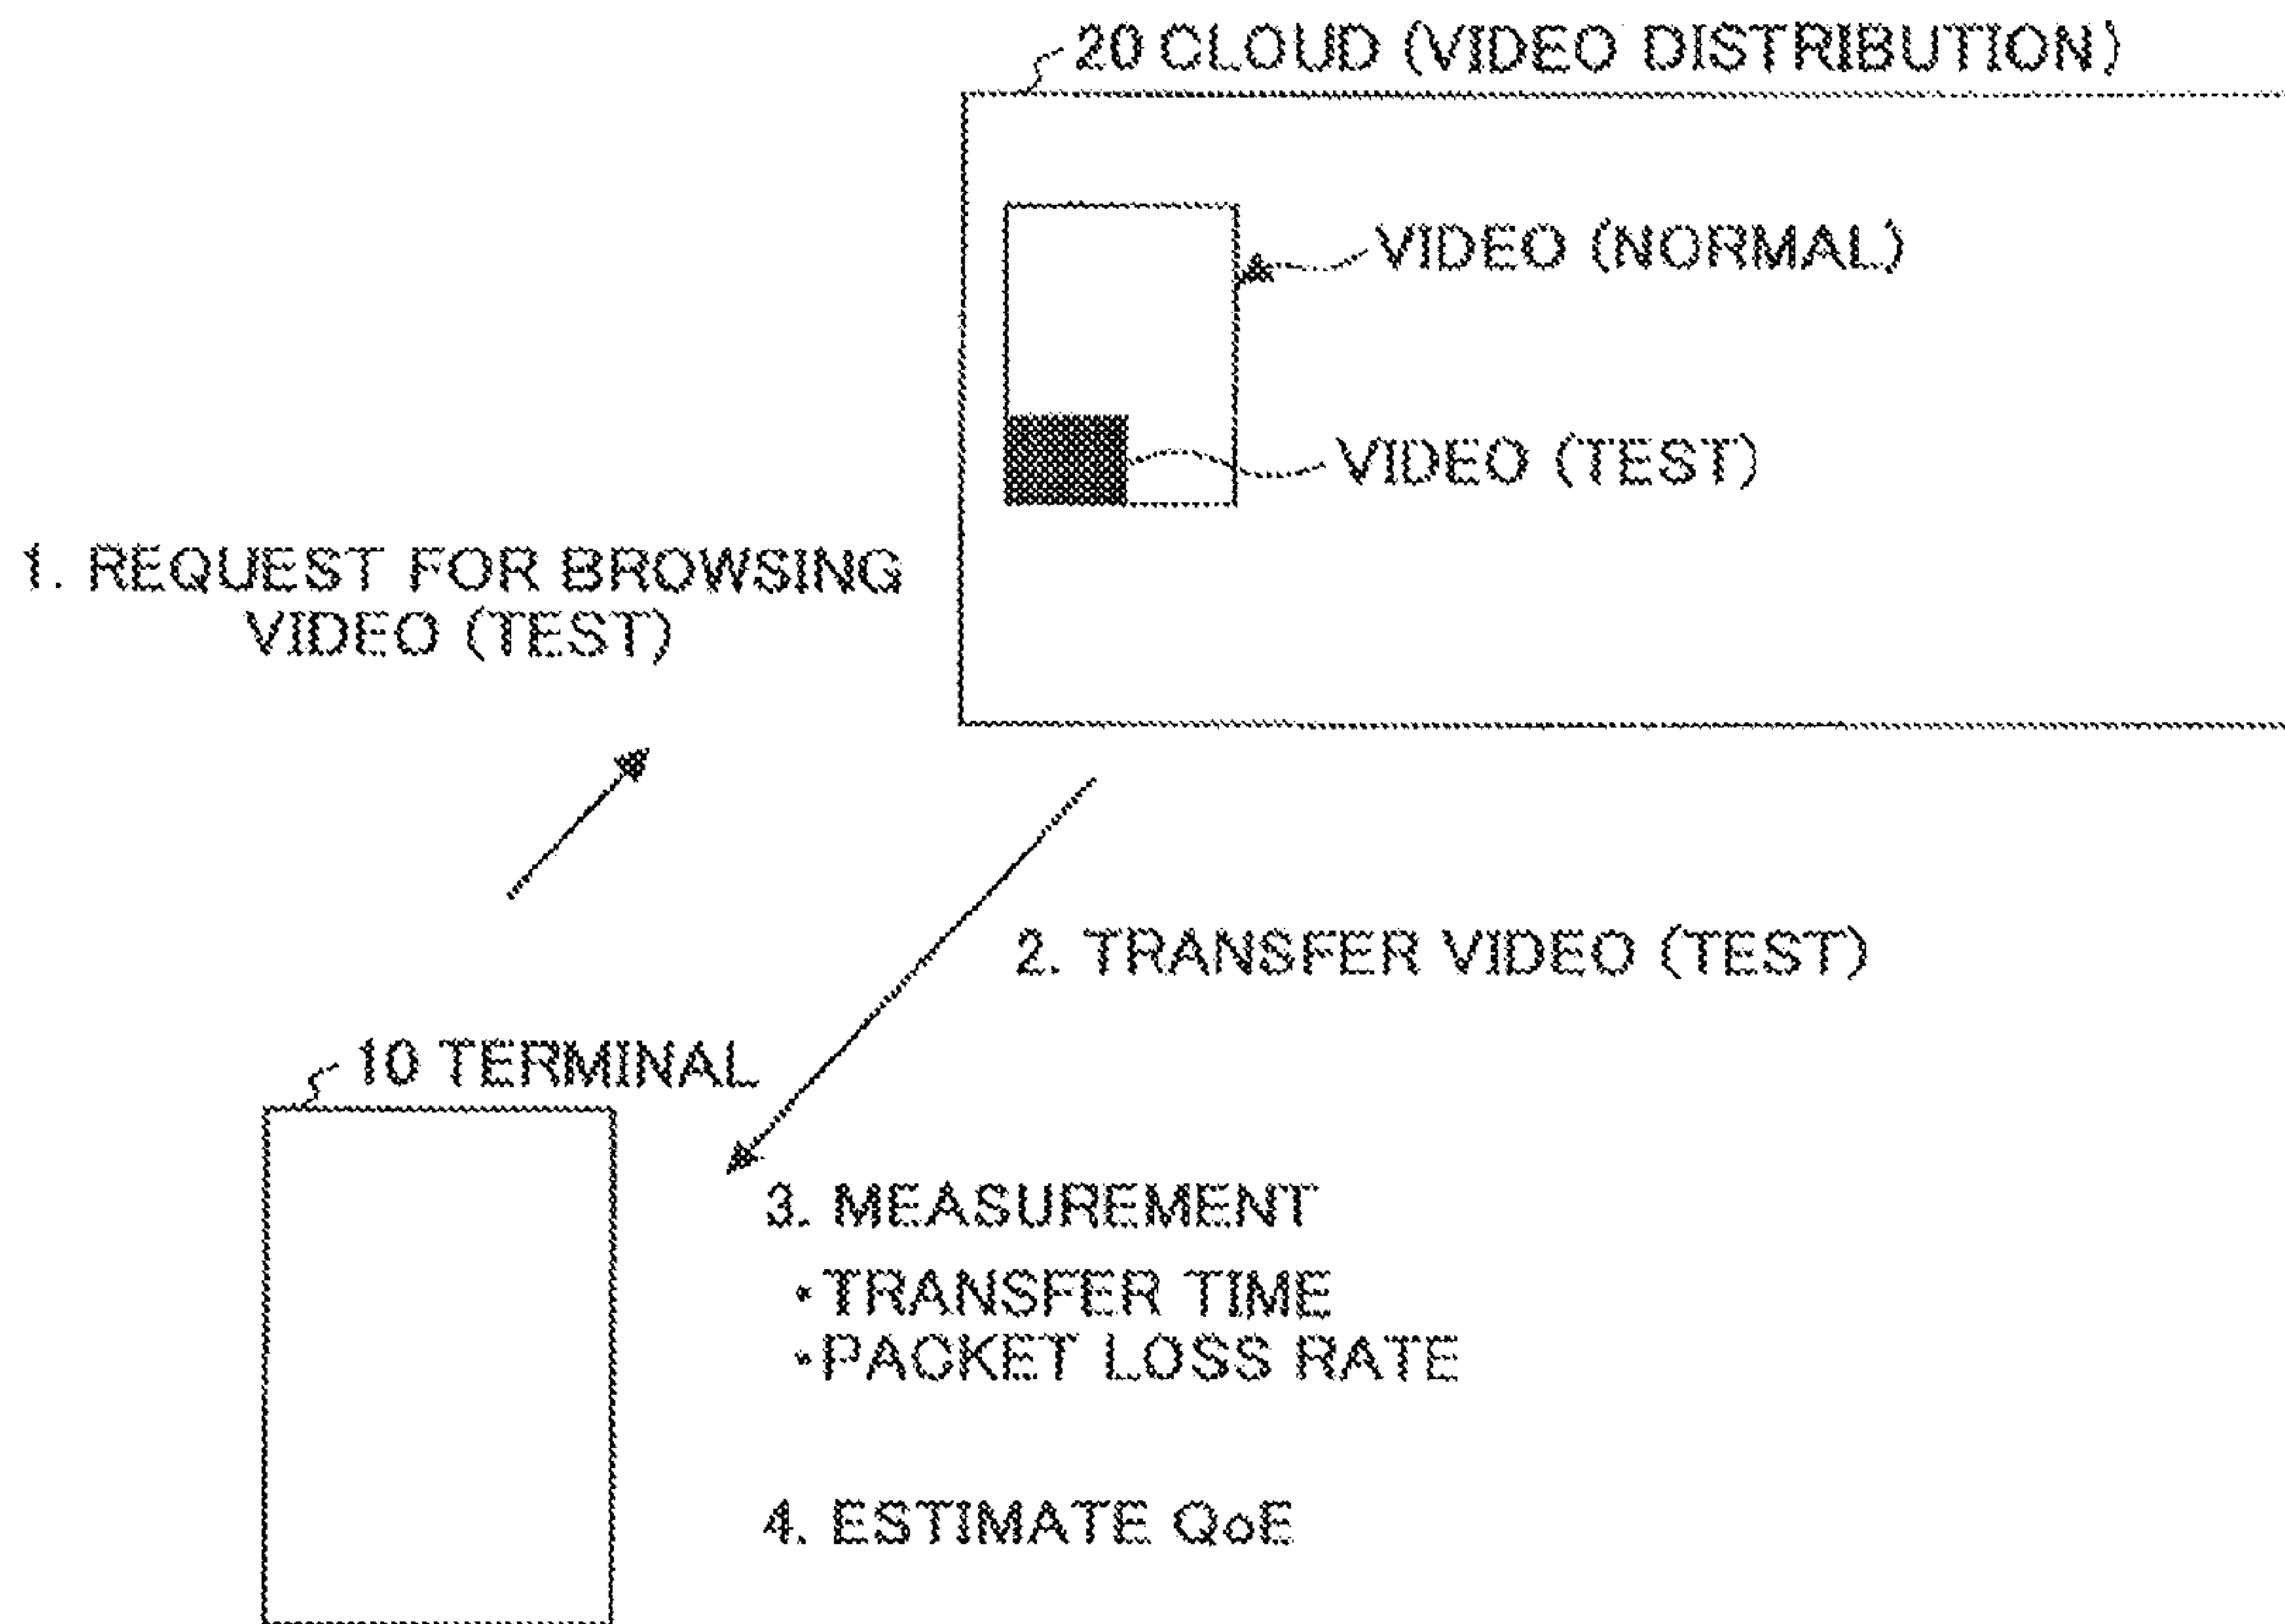 20 CLOUD (VIDEO DISTRIBUTION)
VIDEO (NORMAL)
VIDEO (TEST)
1. REQUEST FOR BROWSING
VIDEO (TEST)
2. TRANSFER VIDEO (TEST)
10 TERMINAL
3. MEASUREMENT
・TRANSFER TIME
・PACKET LOSS RATE
4. ESTIMATE QoE